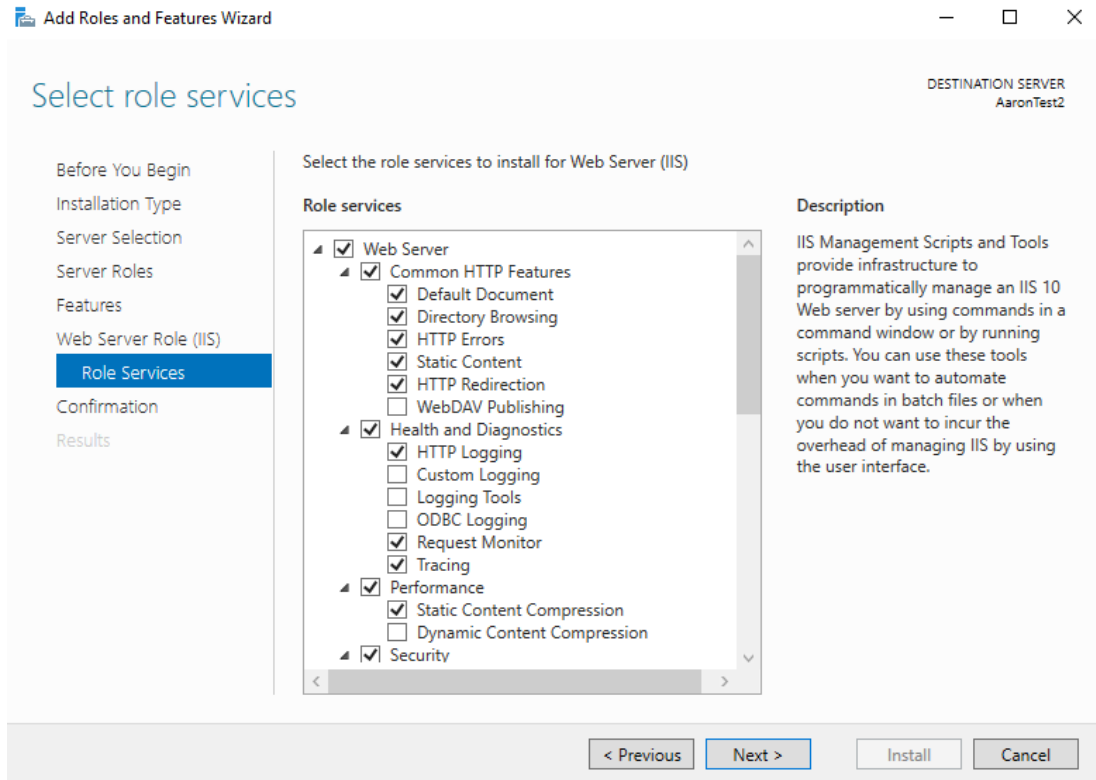 Add Roles and Features Wizard
Select role services
DESTINATION SERVER
AaronTest2
Before You Begin
Installation Type
Server Selection
Server Roles
Features
Web Server Role (IIS)
Role Services
Confirmation
Results
Select the role services to install for Web Server (IIS)
Role services
Web Server
Common HTTP Features
Default Document
Directory Browsing
HTTP Errors
Static Content
HTTP Redirection
WebDAV Publishing
Health and Diagnostics
HTTP Logging
Custom Logging
Logging Tools
ODBC Logging
Request Monitor
Tracing
Performance
Static Content Compression
Dynamic Content Compression
Security
Description
IIS Management Scripts and Tools
provide infrastructure to
programmatically manage an IIS 10
Web server by using commands in a
command window or by running
scripts. You can use these tools
when you want to automate
commands in batch files or when
you do not want to incur the
overhead of managing IIS by using
the user interface.
< Previous
Next >
Install
Cancel